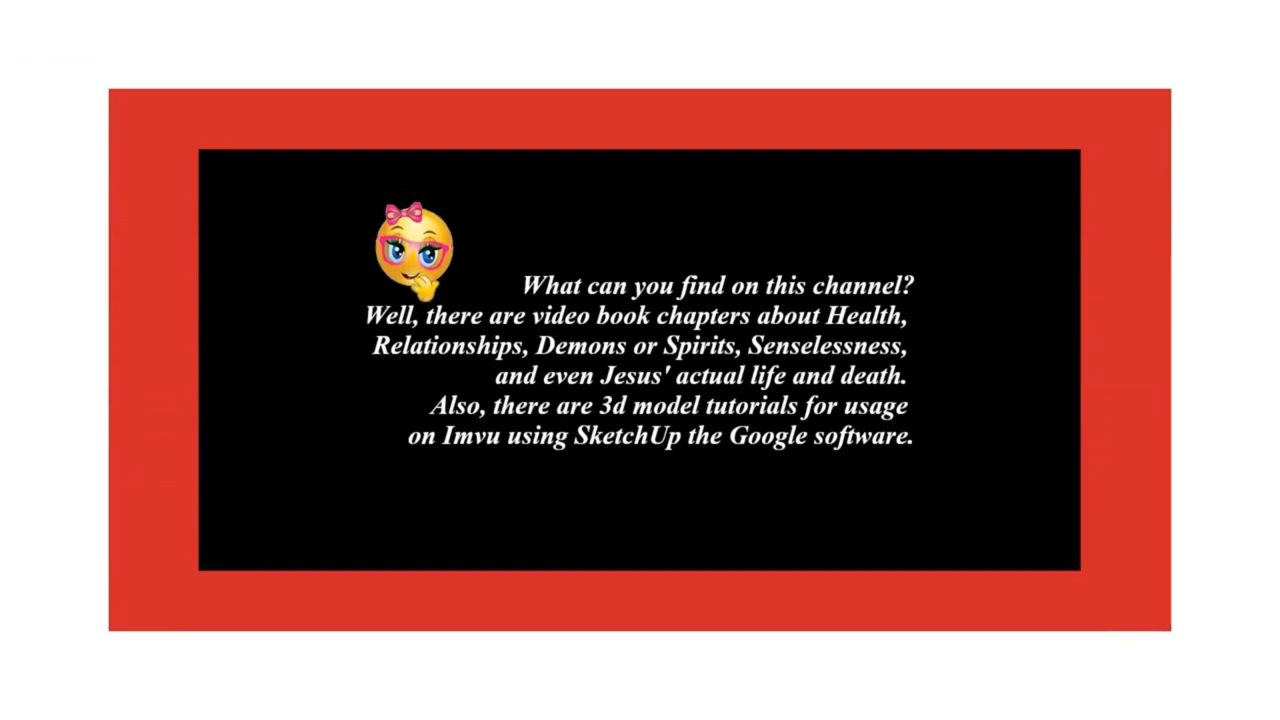 What can you find on this channel?
Well, there are video book chapters about Health,
Relationships, Demons or Spirits, Senselessness,
and even Jesus' actual life and death.
Also, there are 3d model tutorials for usage
on Imvu using SketchUp the Google software.